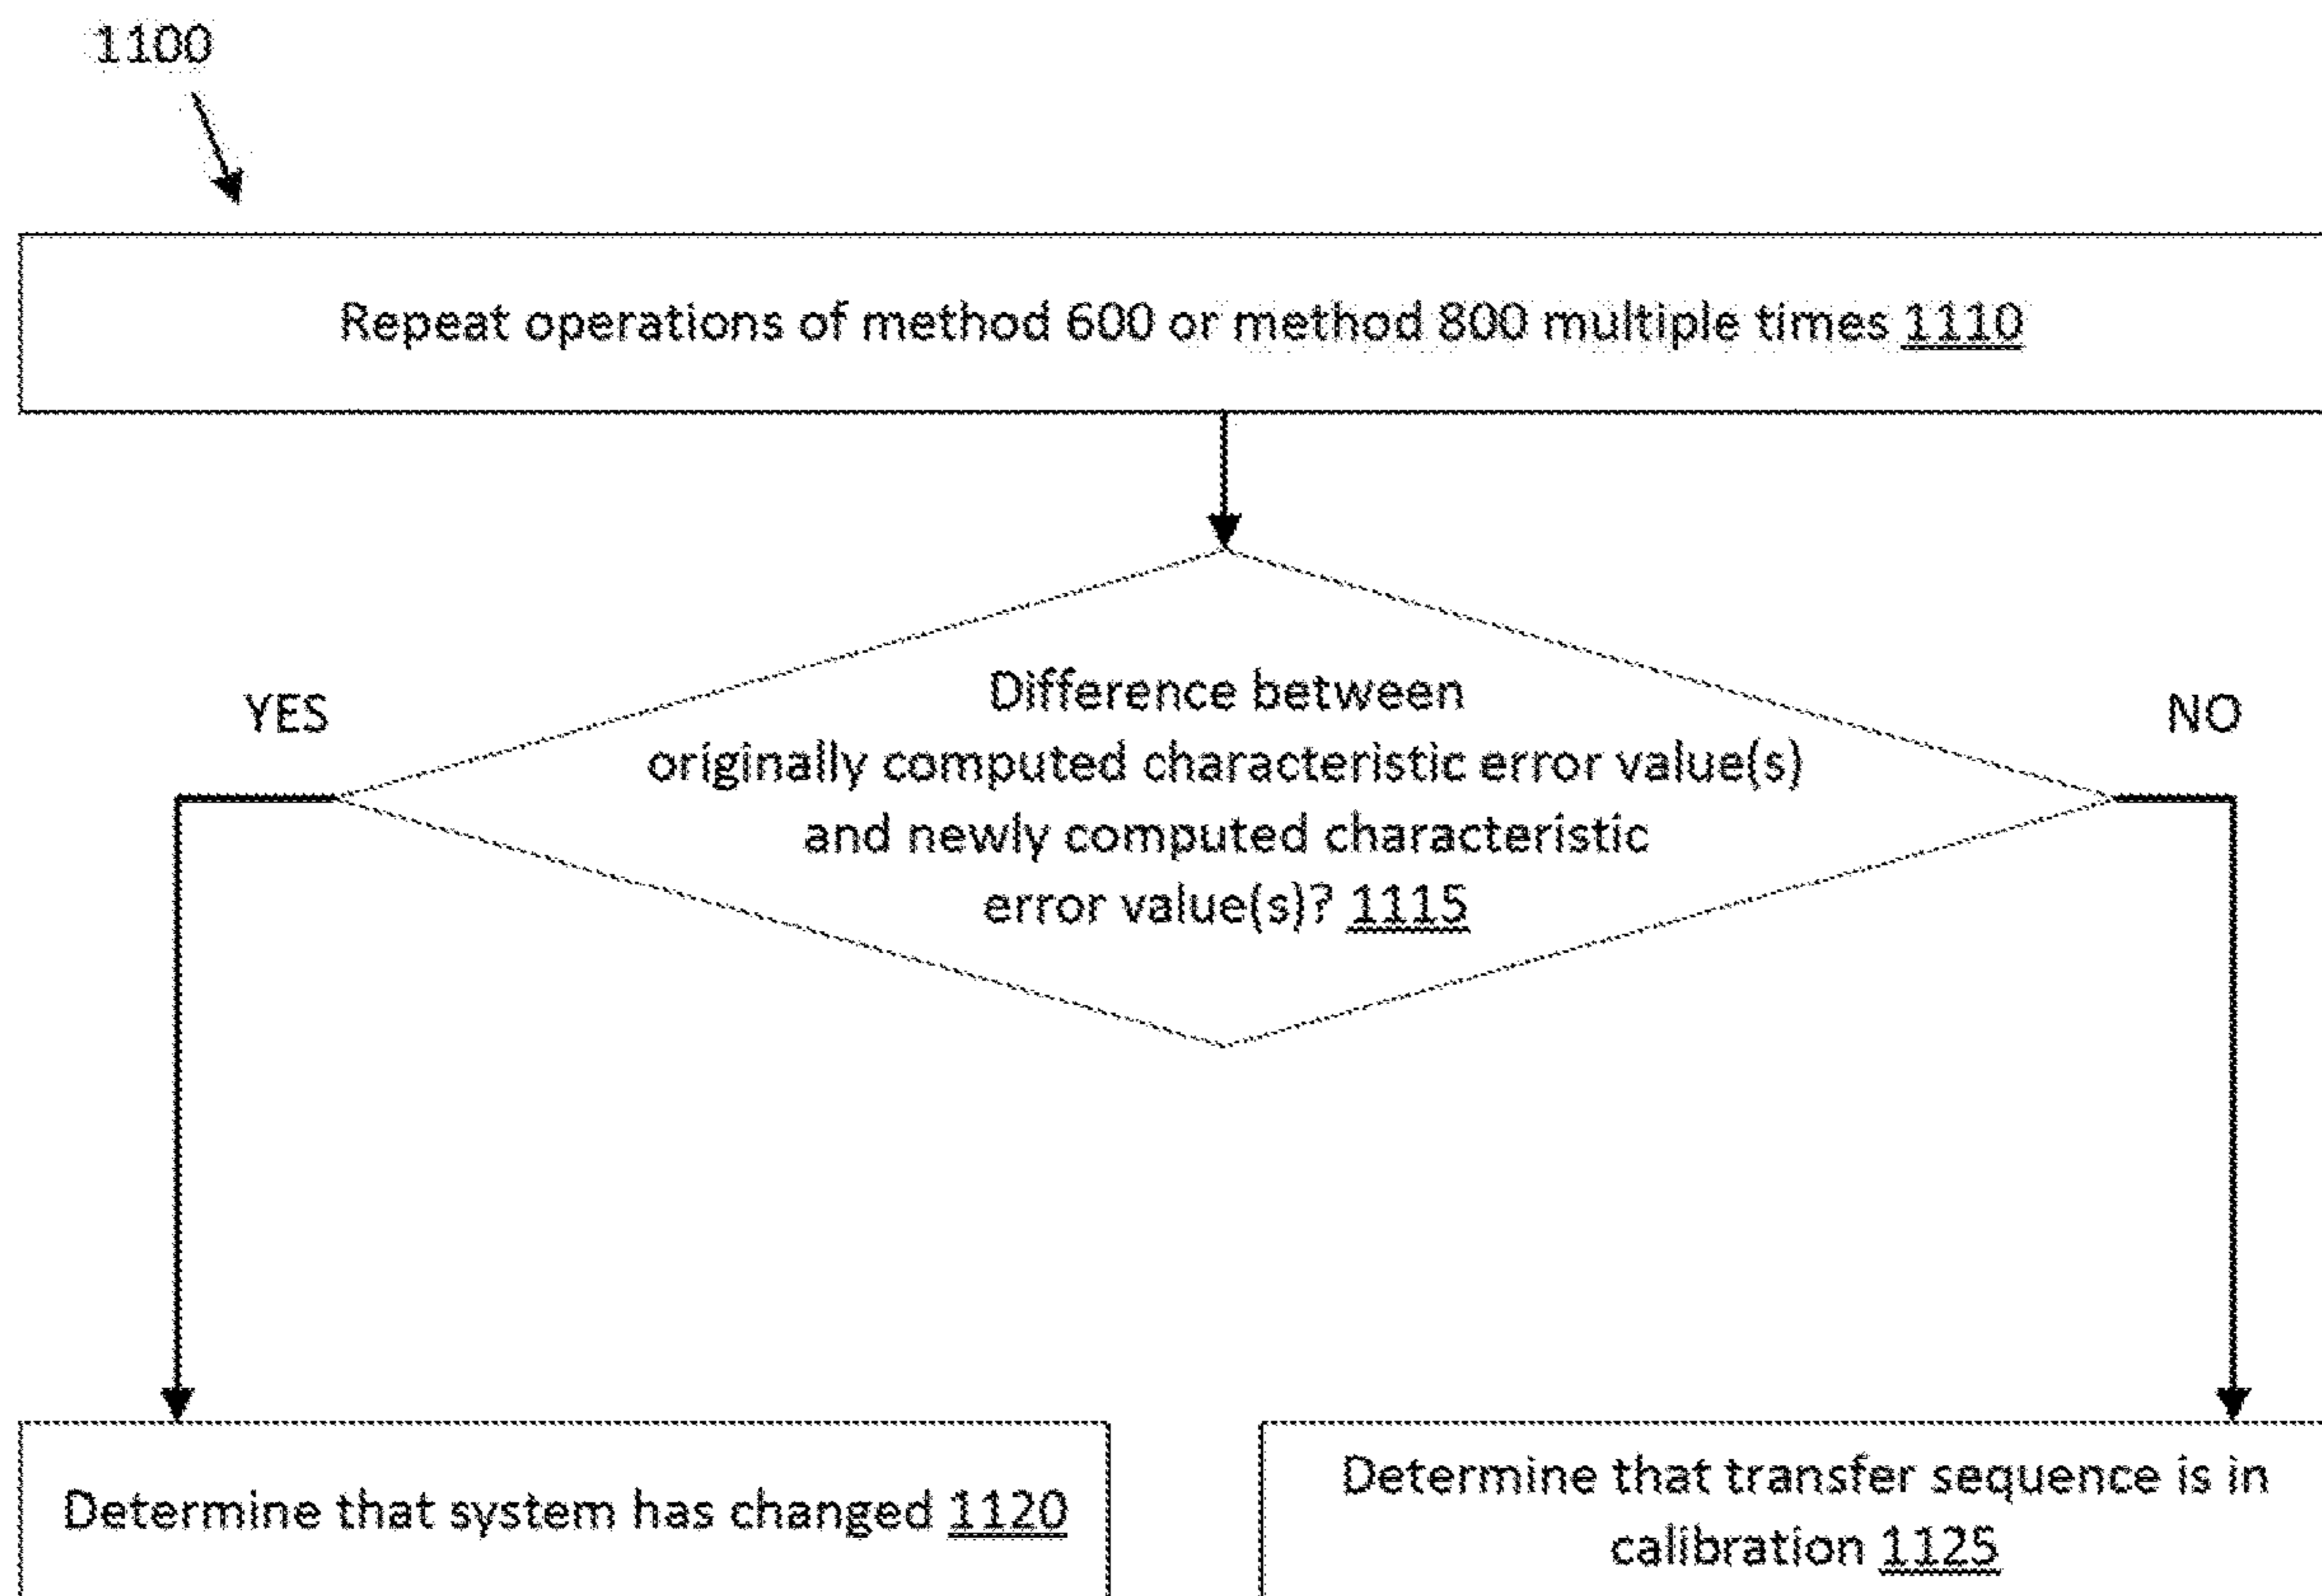 1100
Repeat operations of method 600 or method 800 multiple times 1110
Difference between
YES
NO
originally computed characteristic error value(s)
and newly computed characteristic
error value(s)? 1115
Determine that system has changed 1120
Determine that transfer sequence is in
calibration 1125